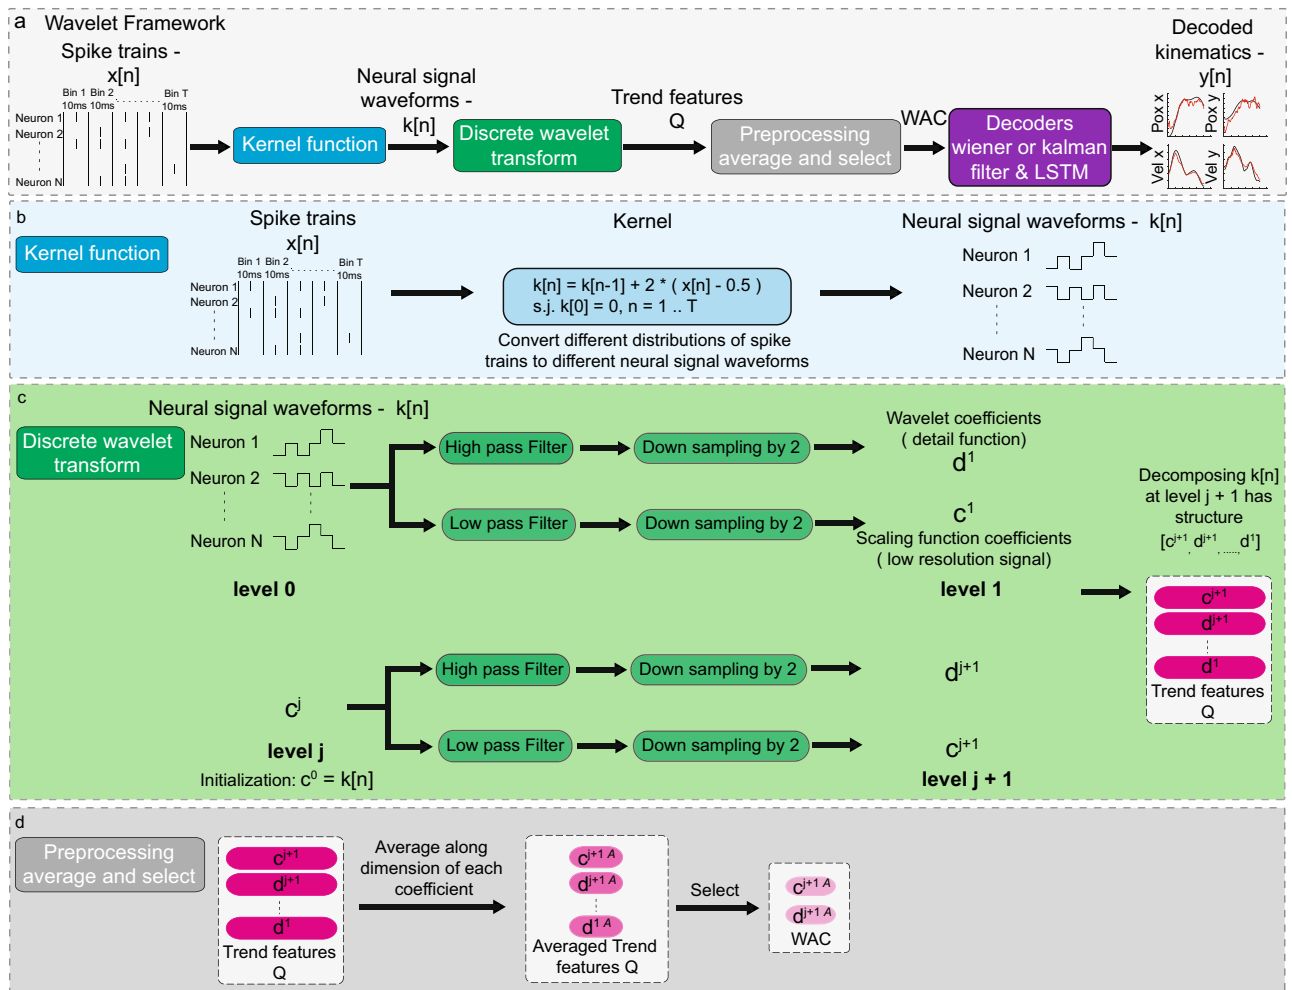 a
Wavelet Framework
Spike trains -
x[n]
Bin 1
Bin 2
Bin T
10ms
10ms
10ms
Neuron 1
Neuron 2
Neuron N
Kernel function
Neural signal
waveforms -
k[n]
Discrete wavelet
transform
Trend features
Q
Preprocessing
average and select
WAC
Decoders
wiener or kalman
filter & LSTM
Decoded
kinematics -
y[n]
Pox x
Pox y
Vel x
Vel y
b
Kernel function
Spike trains
x[n]
Bin 1
Bin 2
Bin T
10ms
10ms
10ms
Neuron 1
Neuron 2
Neuron N
Kernel
k[n] = k[n-1] + 2 * ( x[n] - 0.5 )
s.j. k[0] = 0, n = 1 .. T
Convert different distributions of spike
trains to different neural signal waveforms
Neural signal waveforms - k[n]
Neuron 1
Neuron 2
Neuron N
c
Discrete wavelet
transform
Neural signal waveforms - k[n]
Neuron 1
Neuron 2
Neuron N
level 0
High pass Filter
Down sampling by 2
Low pass Filter
Down sampling by 2
Wavelet coefficients
( detail function)
d¹
c¹
Scaling function coefficients
( low resolution signal)
level 1
Decomposing k[n]
at level j + 1 has
structure
[cʲ⁺¹, dʲ⁺¹, ....., d¹]
cʲ⁺¹
dʲ⁺¹
d¹
Trend features
Q
cʲ
level j
Initialization: c⁰ = k[n]
High pass Filter
Down sampling by 2
dʲ⁺¹
Low pass Filter
Down sampling by 2
cʲ⁺¹
level j + 1
d
Preprocessing
average and select
cʲ⁺¹
dʲ⁺¹
d¹
Trend features
Q
Average along
dimension of each
coefficient
cʲ⁺¹ ᴬ
dʲ⁺¹ ᴬ
d¹ ᴬ
Averaged Trend
features Q
Select
cʲ⁺¹ ᴬ
dʲ⁺¹ ᴬ
WAC